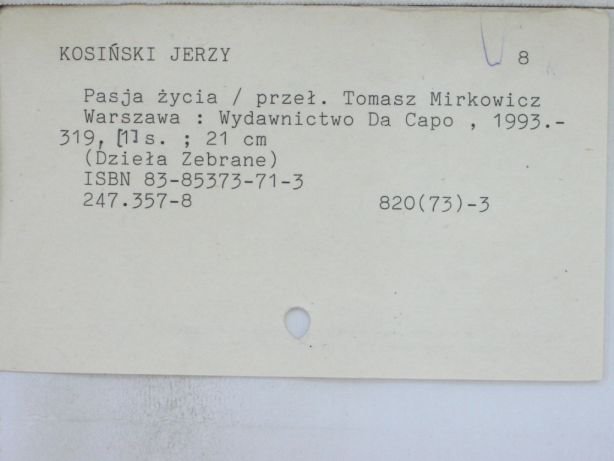 KOSIŃSKI JERZY 8
Pasja życia / przeł. Tomasz Mirkowicz
Warszawa : Wydawnictwo Da Capo , 1993.-
319, [1] s. ; 21 cm
(Dzieła Zebrane)
ISBN 83-85373-71-3
247.357-8 820(73)-3